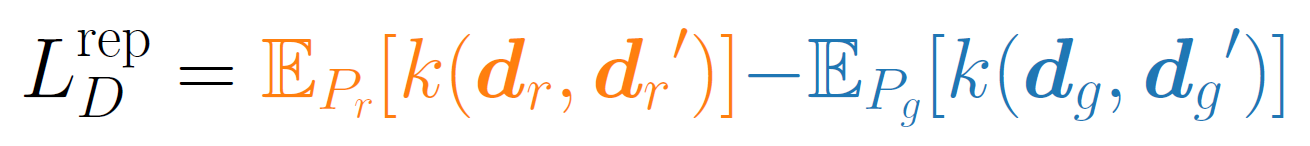 L_D^{rep} = 𝔼_{P_r}[k(d_r, d_r')] − 𝔼_{P_g}[k(d_g, d_g')]